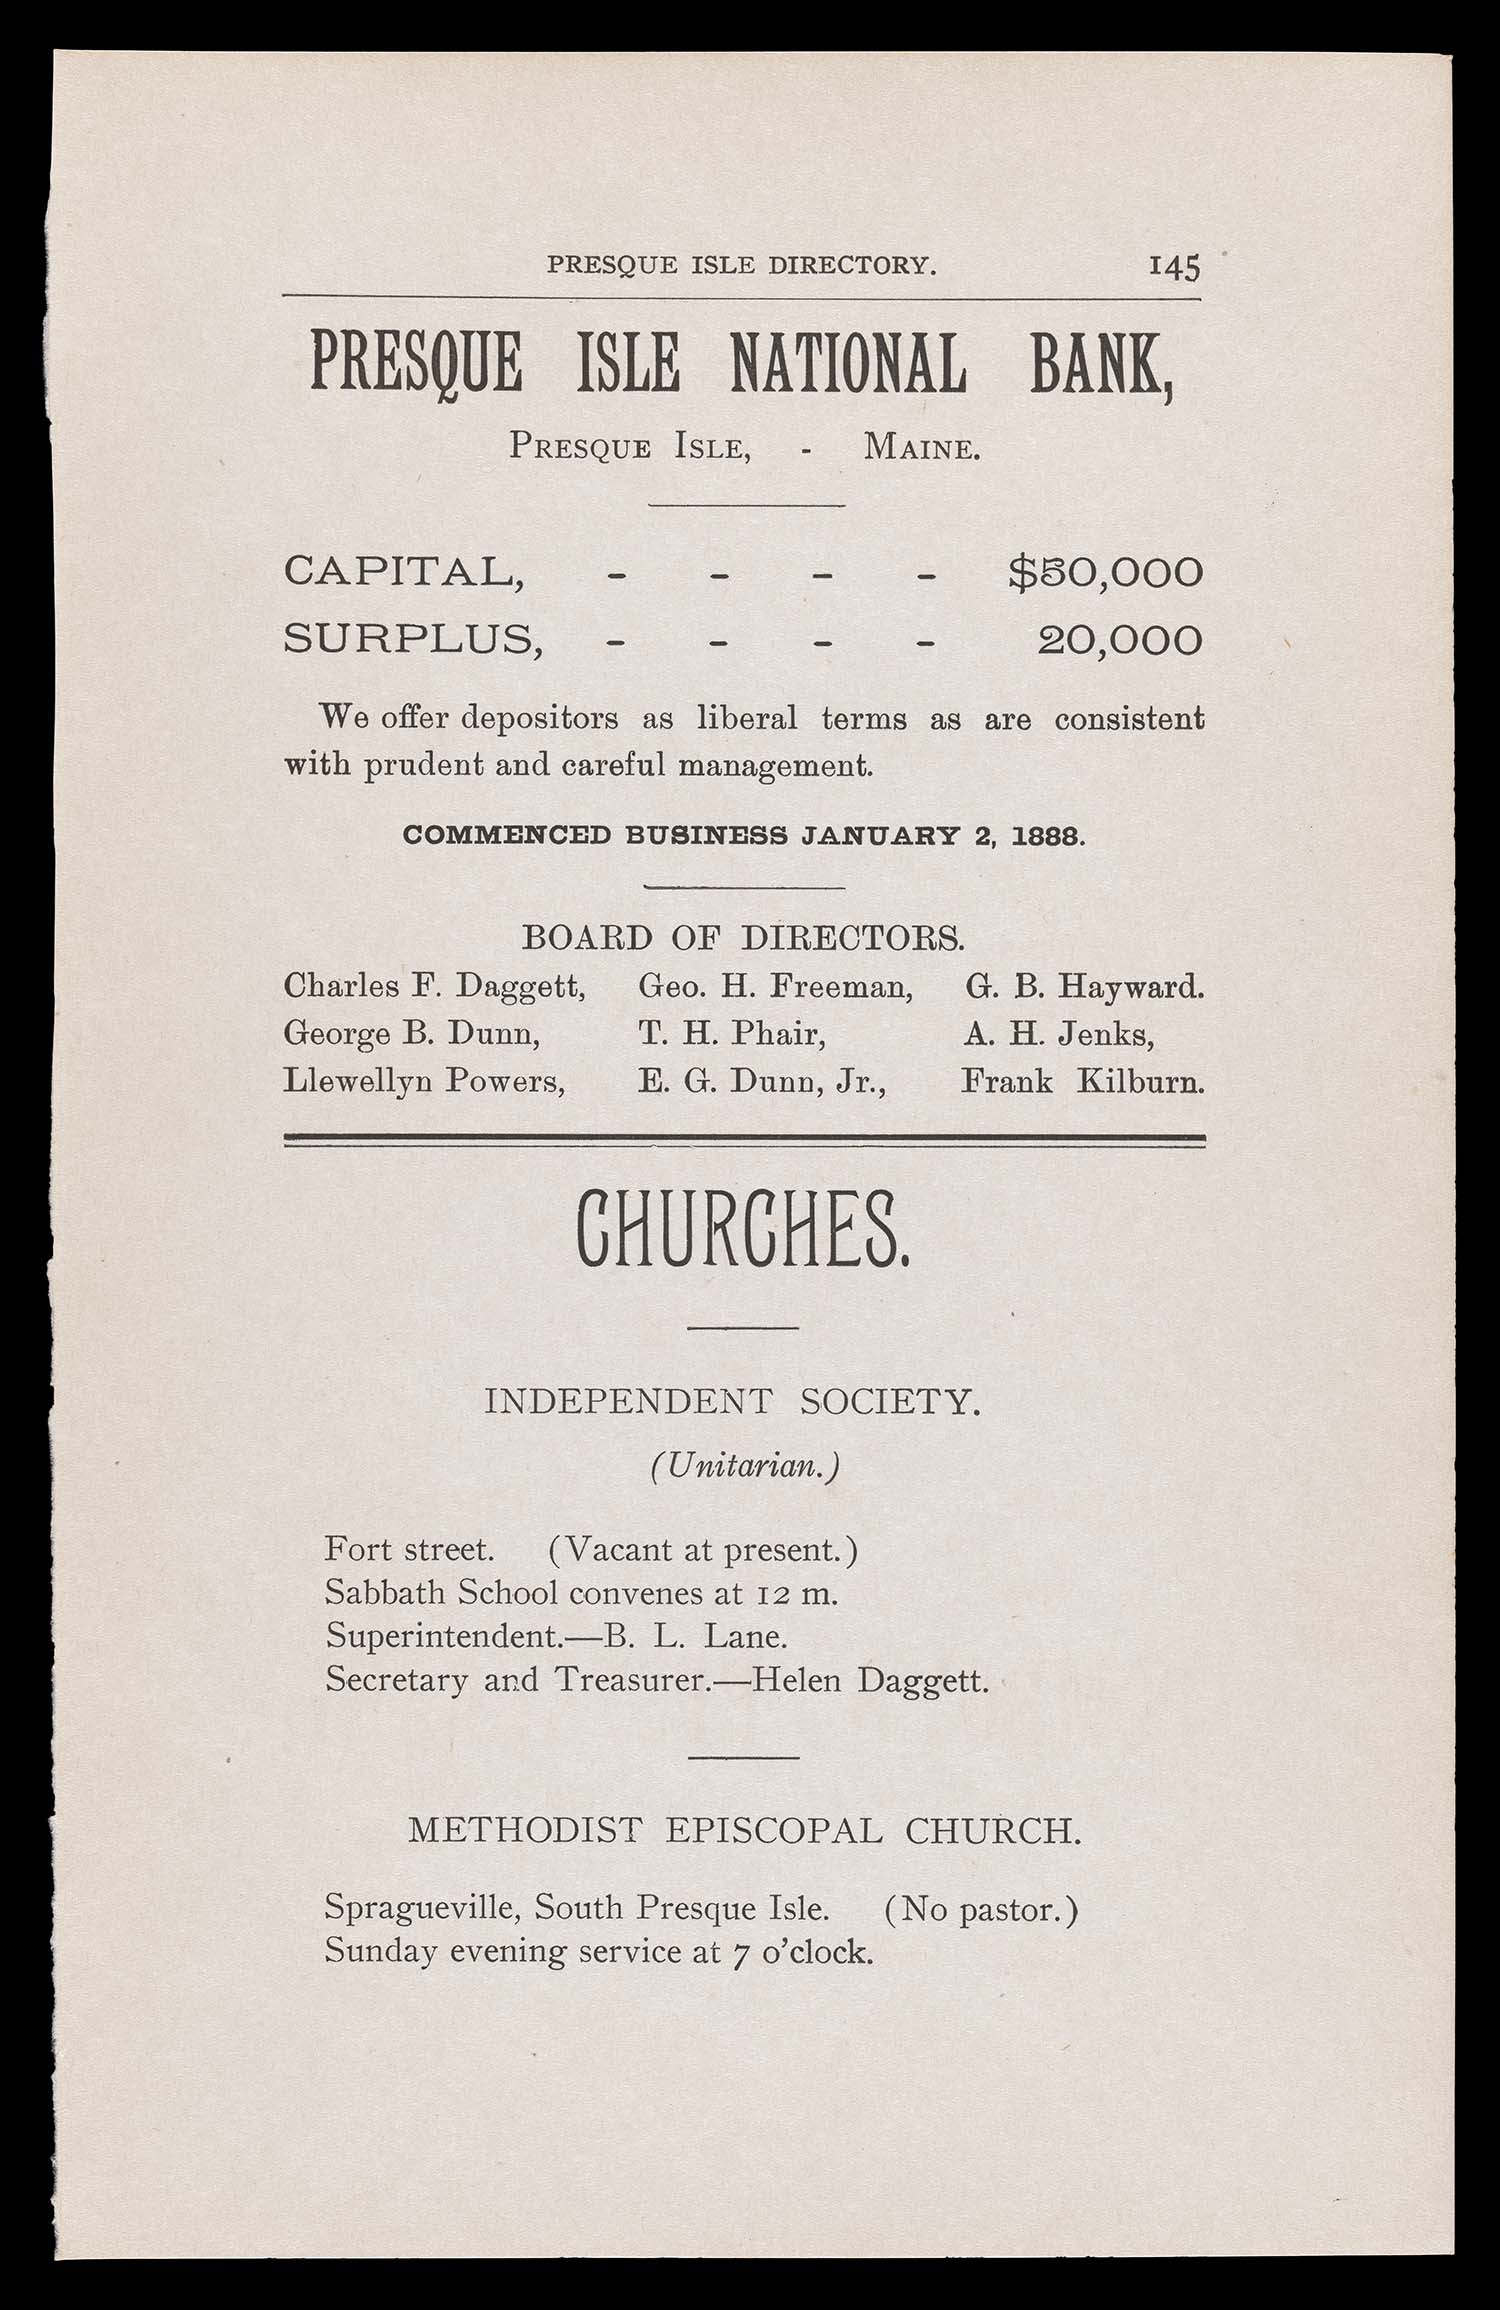 PRESQUE ISLE DIRECTORY. 145
PRESQUE ISLE NATIONAL BANK,
PRESQUE ISLE, - MAINE.
CAPITAL, - - - - $50,000
SURPLUS, - - - - 20,000
We offer depositors as liberal terms as are consistent
with prudent and careful management.
COMMENCED BUSINESS JANUARY 2, 1888.
BOARD OF DIRECTORS.
Charles F. Daggett, Geo. H. Freeman, G. B. Hayward.
George B. Dunn, T. H. Phair, A. H. Jenks,
Llewellyn Powers, E. G. Dunn, Jr., Frank Kilburn.
CHURCHES.
INDEPENDENT SOCIETY.
(Unitarian.)
Fort street. (Vacant at present.)
Sabbath School convenes at 12 m.
Superintendent.—B. L. Lane.
Secretary and Treasurer.—Helen Daggett.
METHODIST EPISCOPAL CHURCH.
Spragueville, South Presque Isle. (No pastor.)
Sunday evening service at 7 o'clock.